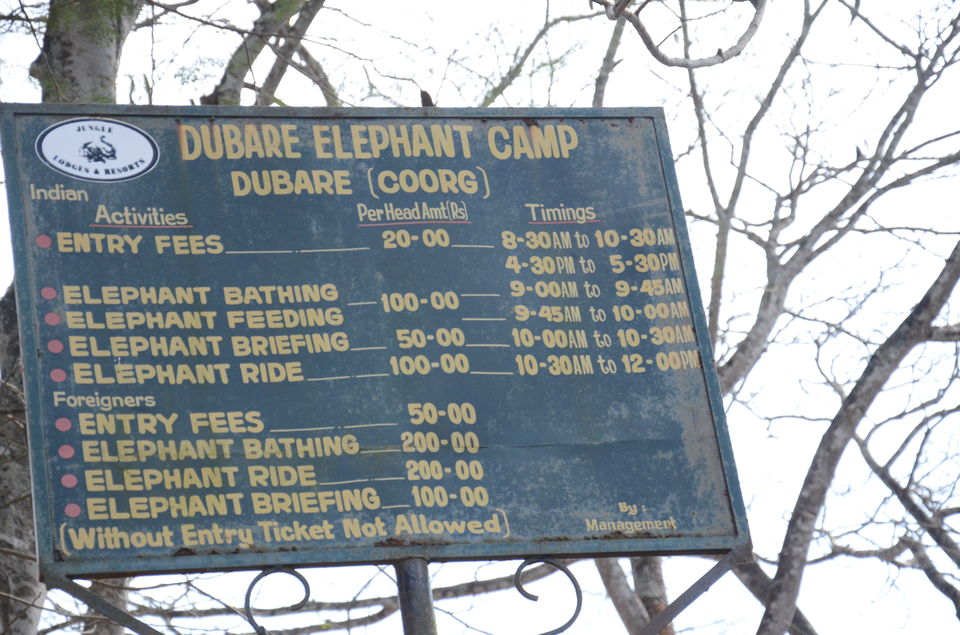 JUNGLE
LODGES & RESORTS
DUBARE ELEPHANT CAMP
DUBARE (COORG)
Indian
Activities Per Head Amt(Rs) Timings
ENTRY FEES 20-00 8-30AM to 10-30AM
4-30PM to 5-30PM
ELEPHANT BATHING 100-00 9-00AM to 9-45AM
ELEPHANT FEEDING 9-45AM to 10-00AM
ELEPHANT BRIEFING 50-00 10-00AM to 10-30AM
ELEPHANT RIDE 100-00 10-30AM to 12-00PM
Foreigners
ENTRY FEES 50-00
ELEPHANT BATHING 200-00
ELEPHANT RIDE 200-00
ELEPHANT BRIEFING 100-00
(Without Entry Ticket Not Allowed)
By:
Management